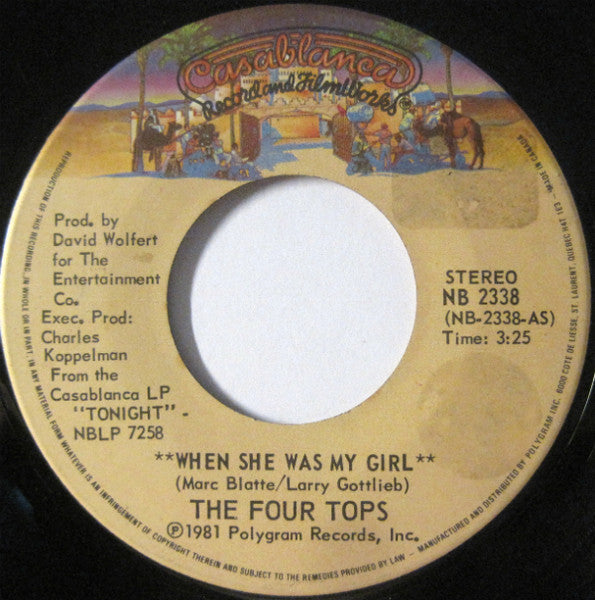 Casablanca
Record and FilmWorks
Prod. by
David Wolfert
for The
Entertainment
Co.
Exec. Prod:
Charles
Koppelman
From the
Casablanca LP
"TONIGHT" -
NBLP 7258
STEREO
NB 2338
(NB-2338-AS)
Time: 3:25
**WHEN SHE WAS MY GIRL**
(Marc Blatte/Larry Gottlieb)
THE FOUR TOPS
℗1981 Polygram Records, Inc.
REPRODUCTION OF THIS RECORDING, IN WHOLE OR IN PART, IN ANY MATERIAL FORM WHATEVER IS AN INFRINGEMENT OF COPYRIGHT THEREIN AND SUBJECT TO THE REMEDIES PROVIDED BY LAW – MANUFACTURED AND DISTRIBUTED BY POLYGRAM INC. 6000 COTE DE LIESSE, ST. LAURENT, QUEBEC H4T 1E3 – MADE IN CANADA